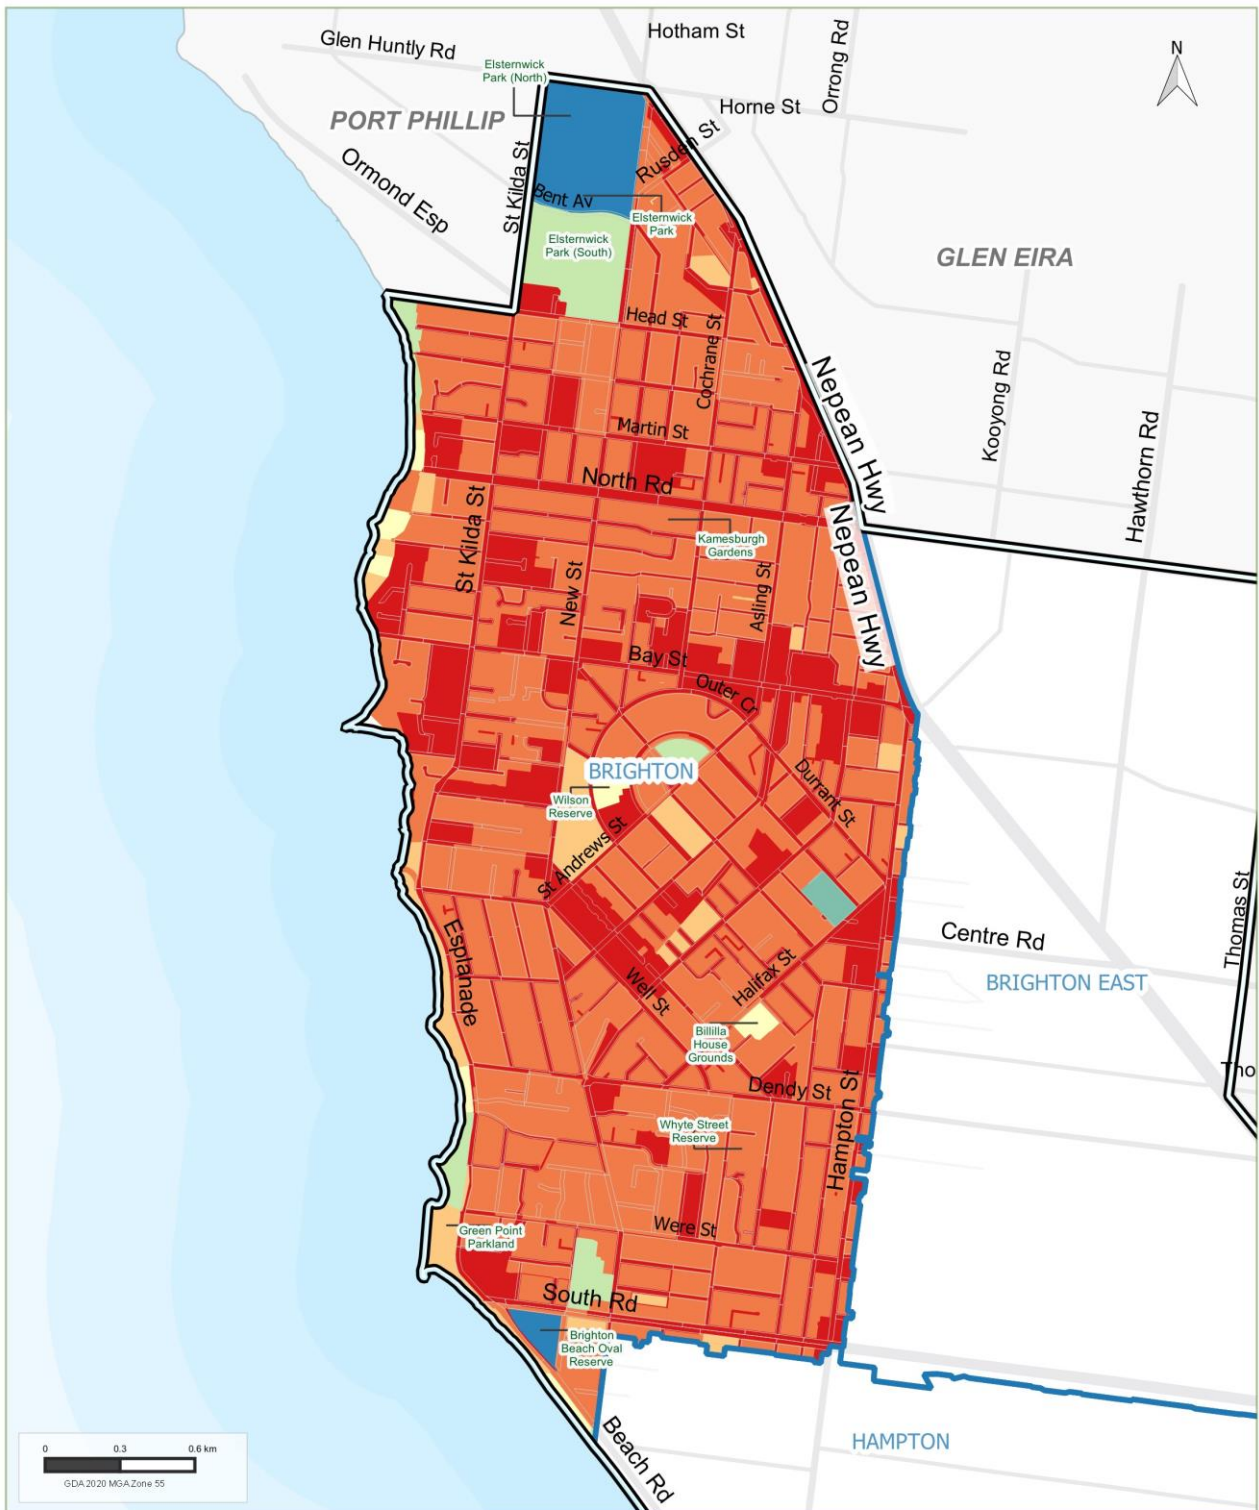 Hotham St
Glen Huntly Rd
Orrong Rd
N
Elsternwick
Park (North)
Horne St
PORT PHILLIP
Rusden St
Ormond Esp
St Kilda St
Bent Av
Elsternwick
Park
Elsternwick
Park (South)
GLEN EIRA
Head St
Cochrane St
Nepean Hwy
Kooyong Rd
Hawthorn Rd
Martin St
North Rd
St Kilda St
Kamesburgh
Gardens
Nepean Hwy
New St
Asling St
Bay St
Outer Cr
BRIGHTON
Wilson
Reserve
Durrant St
St Andrews St
Thomas St
Esplanade
Centre Rd
Well St
Halifax St
BRIGHTON EAST
Billilla
House
Grounds
Tho
Dendy St
Hampton St
Whyte Street
Reserve
Were St
Green Point
Parkland
South Rd
Brighton
Beach Oval
Reserve
Beach Rd
HAMPTON
0 0.3 0.6 km
GDA 2020 MGA Zone 55